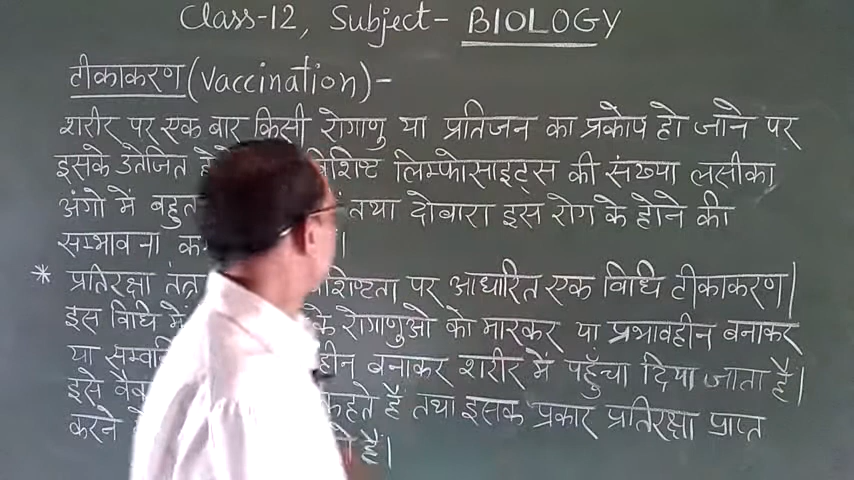 Class-12, Subject- BIOLOGY
टीकाकरण (Vaccination)-
शरीर पर एक बार किसी रोगाणु या प्रतिजन का प्रकोप हो जाने पर
इसके उतेजित लिम्फोसाइट्स की संख्या लसीका
अंगो में बहुत तथा दोबारा इस रोग के होने की
सम्भावना
* प्रतिरक्षा तंत्र पर आधारित एक विधि टीकाकरण|
इस विधि में के रोगाणुओ को मारकर या प्रभावहीन बनाकर
या बनाकर शरीर में पहुँचा दिया जाता है।
इसे कहते हैं तथा इसक प्रकार प्रतिरक्षा प्राप्त
करने हैं।